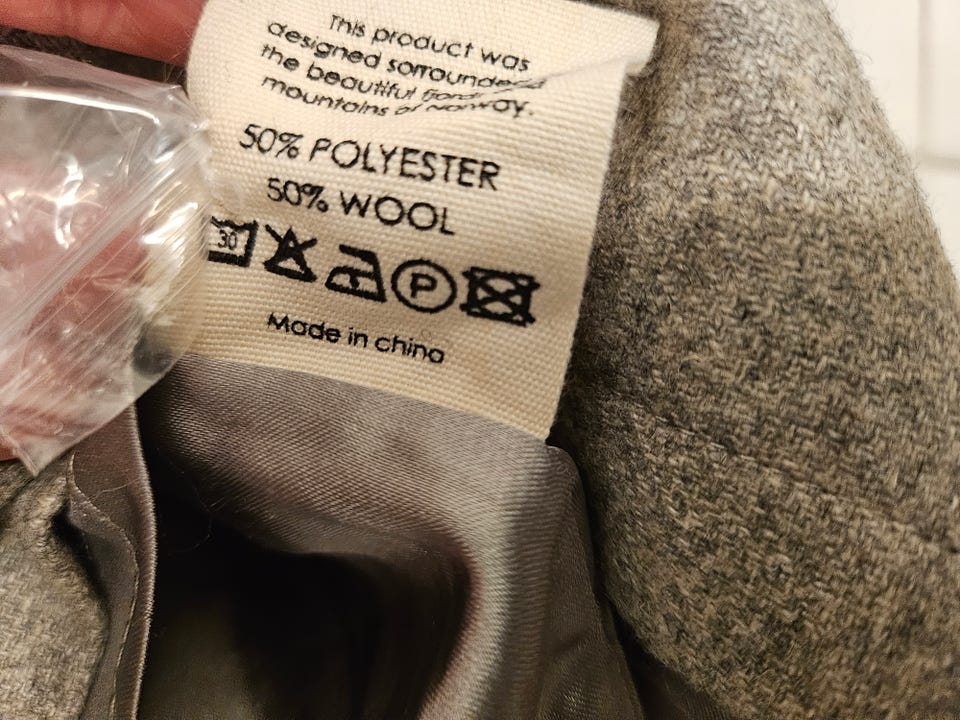 This product was
designed sorrounded
the beautiful
mountains of Norway.
50% POLYESTER
50% WOOL
30
P
Made in china